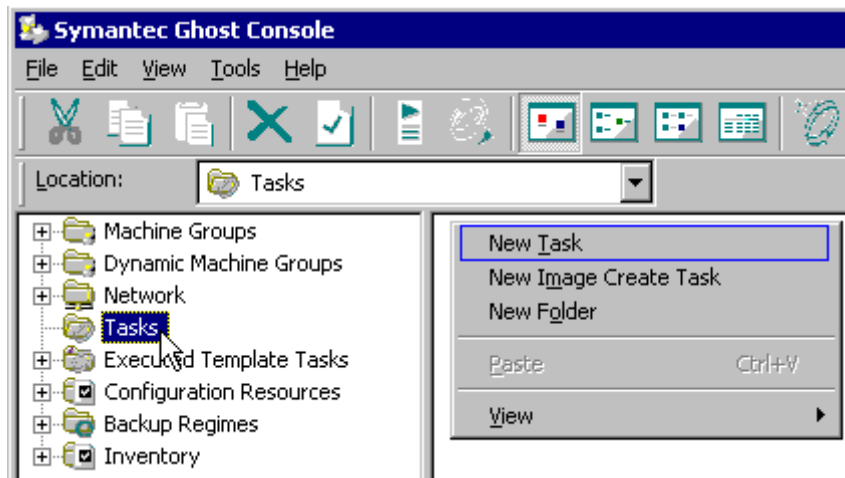 Symantec Ghost Console
File Edit View Tools Help
Location: Tasks
Machine Groups
Dynamic Machine Groups
Network
Tasks
Executed Template Tasks
Configuration Resources
Backup Regimes
Inventory
New Task
New Image Create Task
New Folder
Paste Ctrl+V
View